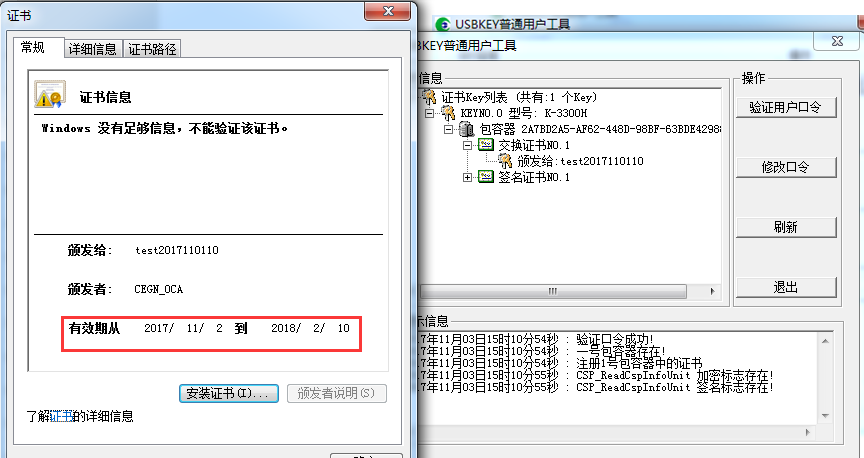 证书
常规
详细信息
证书路径
证书信息
Windows 没有足够信息，不能验证该证书。
颁发给： test2017110110
颁发者： CEGN_OCA
有效期从 2017/ 11/ 2 到 2018/ 2/ 10
安装证书(I)...
颁发者说明(S)
了解证书的详细信息
USBKEY普通用户工具
KEY普通用户工具
信息
证书Key列表 (共有:1 个Key)
KEYNO.0 型号: K-3300H
包容器 2A7BD2A5-AF62-448D-98BF-63BDE4298
交换证书NO.1
颁发给:test2017110110
签名证书NO.1
操作
验证用户口令
修改口令
刷新
退出
示信息
7年11月03日15时10分54秒 : 验证口令成功!
7年11月03日15时10分54秒 : 一号包容器存在!
7年11月03日15时10分54秒 : 注册1号包容器中的证书
7年11月03日15时10分55秒 : CSP_ReadCspInfoUnit 加密标志存在!
7年11月03日15时10分55秒 : CSP_ReadCspInfoUnit 签名标志存在!